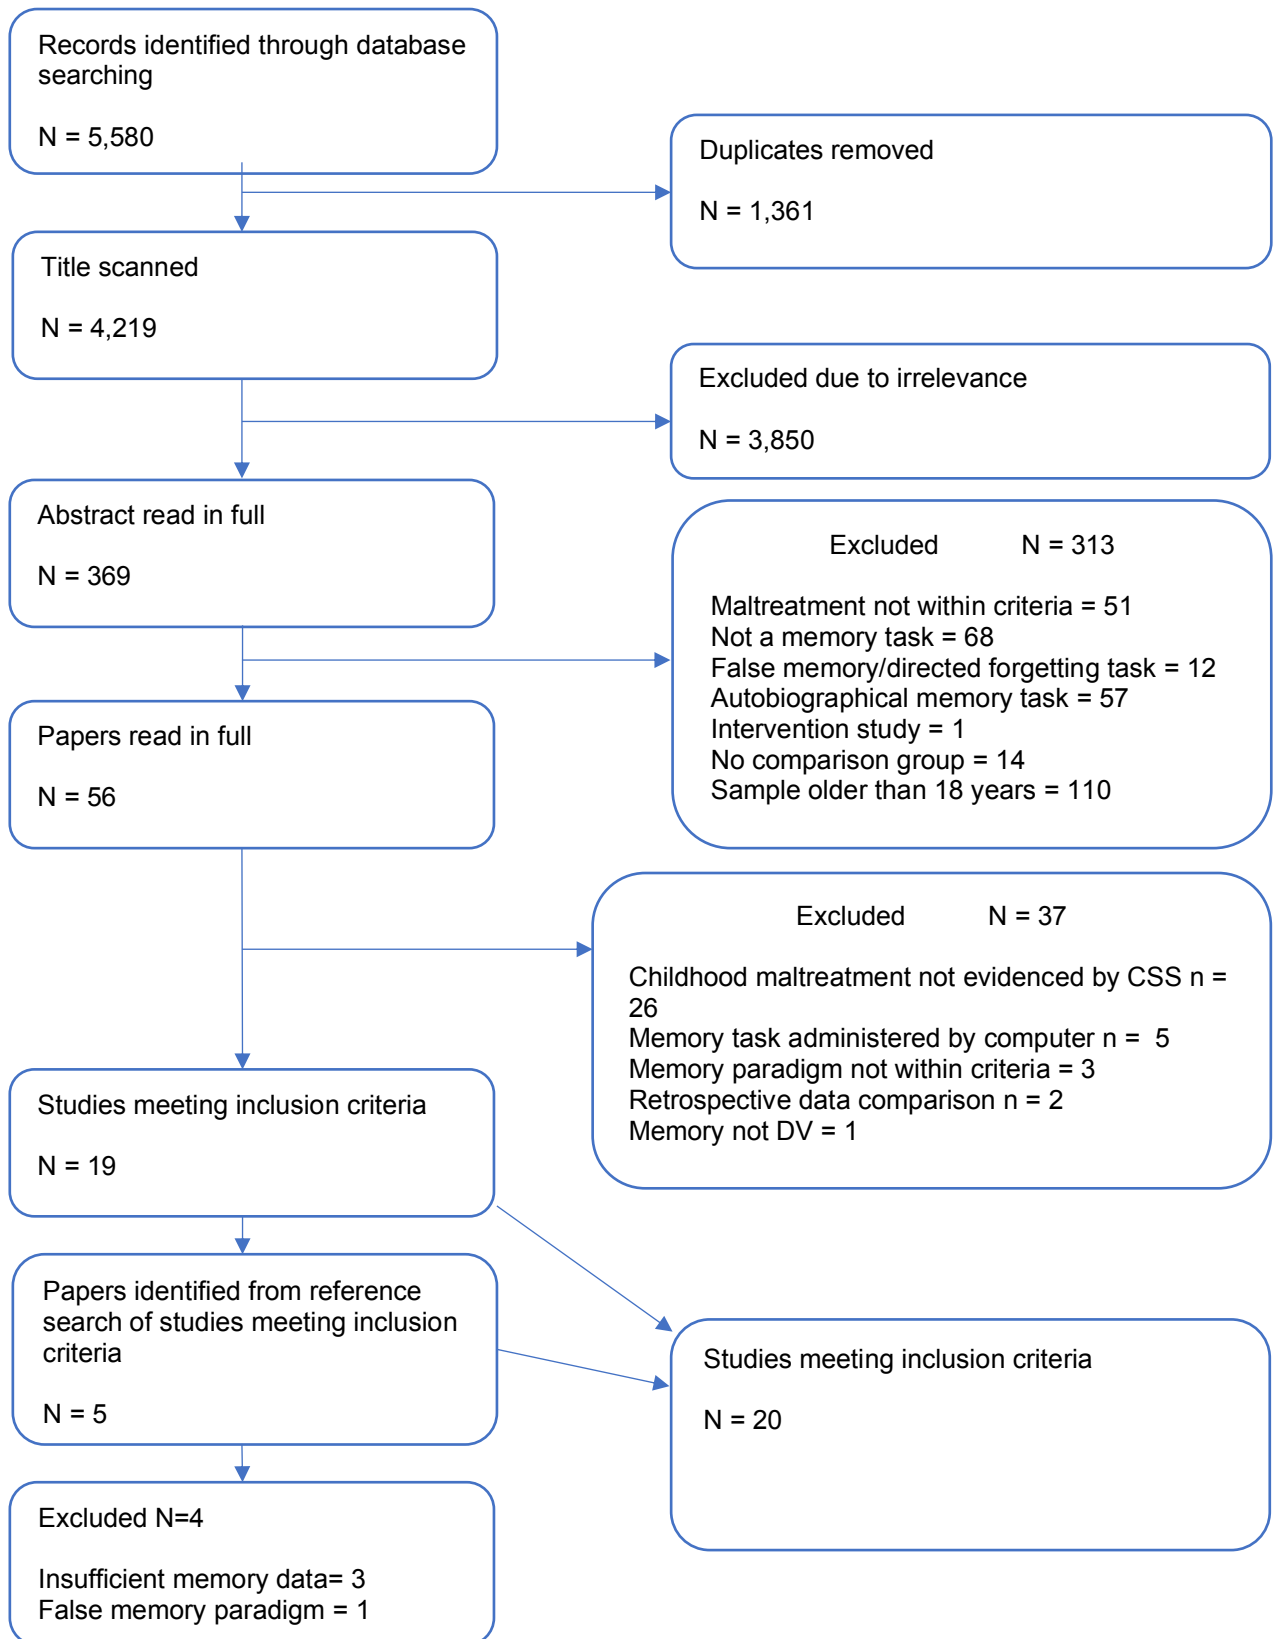 Records identified through database
searching
N = 5,580
Duplicates removed
N = 1,361
Title scanned
N = 4,219
Excluded due to irrelevance
N = 3,850
Abstract read in full
N = 369
Excluded N = 313
Maltreatment not within criteria = 51
Not a memory task = 68
False memory/directed forgetting task = 12
Autobiographical memory task = 57
Intervention study = 1
No comparison group = 14
Sample older than 18 years = 110
Papers read in full
N = 56
Excluded N = 37
Childhood maltreatment not evidenced by CSS n =
26
Memory task administered by computer n = 5
Memory paradigm not within criteria = 3
Retrospective data comparison n = 2
Memory not DV = 1
Studies meeting inclusion criteria
N = 19
Papers identified from reference
search of studies meeting inclusion
criteria
N = 5
Studies meeting inclusion criteria
N = 20
Excluded N=4
Insufficient memory data= 3
False memory paradigm = 1